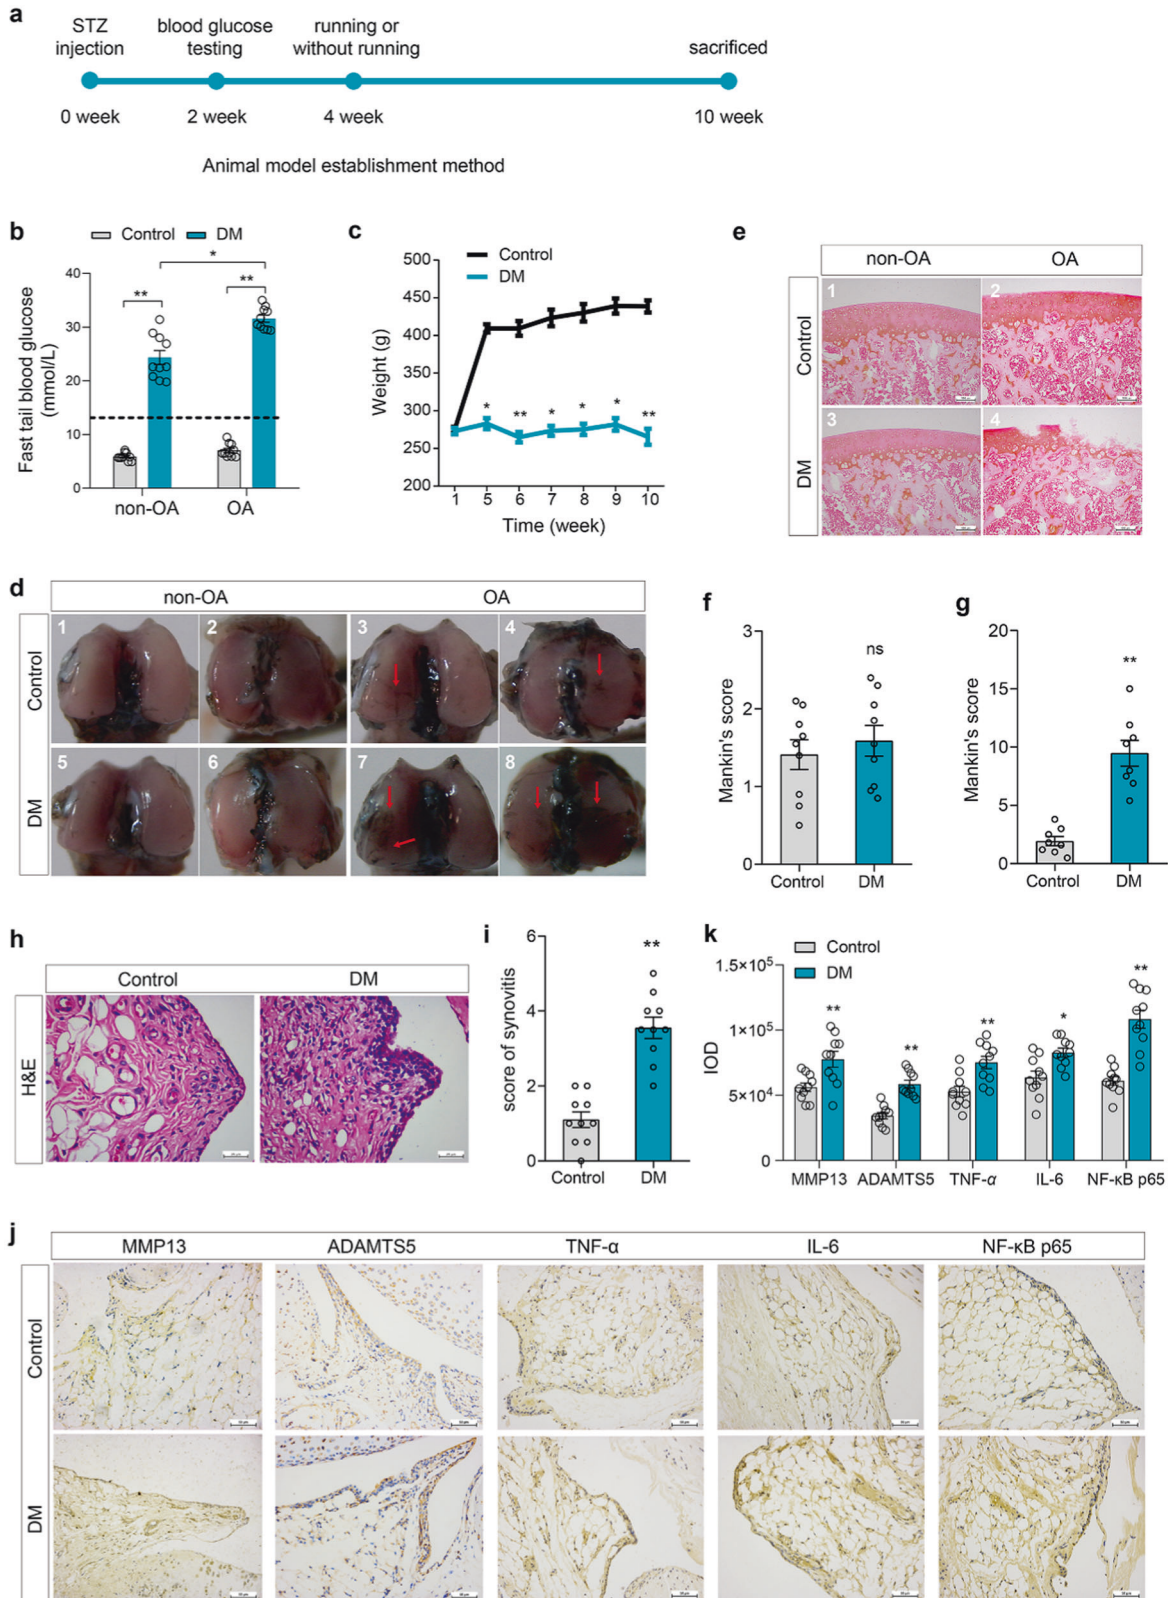 a
STZ
injection
blood glucose
testing
running or
without running
sacrificed
0 week
2 week
4 week
10 week
Animal model establishment method
b
Control
DM
*
**
**
Fast tail blood glucose
(mmol/L)
40
30
20
10
0
non-OA
OA
c
Control
DM
Weight (g)
500
450
400
350
300
250
200
*
**
*
*
*
**
1 5 6 7 8 9 10
Time (week)
e
non-OA
OA
Control
DM
1
2
3
4
d
non-OA
OA
Control
DM
1
2
3
4
5
6
7
8
f
Mankin's score
3
2
1
0
ns
Control
DM
g
Mankin's score
20
15
10
5
0
**
Control
DM
h
Control
DM
H&E
i
score of synovitis
6
4
2
0
**
Control
DM
k
Control
DM
IOD
1.5×10⁵
1×10⁵
5×10⁴
0
**
**
**
*
**
MMP13
ADAMTS5
TNF-α
IL-6
NF-κB p65
j
MMP13
ADAMTS5
TNF-α
IL-6
NF-κB p65
Control
DM